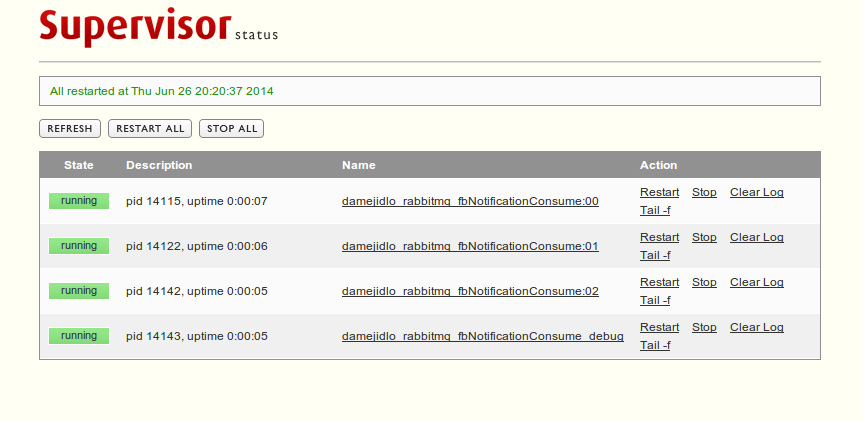 Supervisor status
All restarted at Thu Jun 26 20:20:37 2014
REFRESH RESTART ALL STOP ALL
State Description Name Action
running pid 14115, uptime 0:00:07 damejidlo_rabbitmq_fbNotificationConsume:00 Restart Stop Clear Log
Tail -f
running pid 14122, uptime 0:00:06 damejidlo_rabbitmq_fbNotificationConsume:01 Restart Stop Clear Log
Tail -f
running pid 14142, uptime 0:00:05 damejidlo_rabbitmq_fbNotificationConsume:02 Restart Stop Clear Log
Tail -f
running pid 14143, uptime 0:00:05 damejidlo_rabbitmq_fbNotificationConsume_debug Restart Stop Clear Log
Tail -f